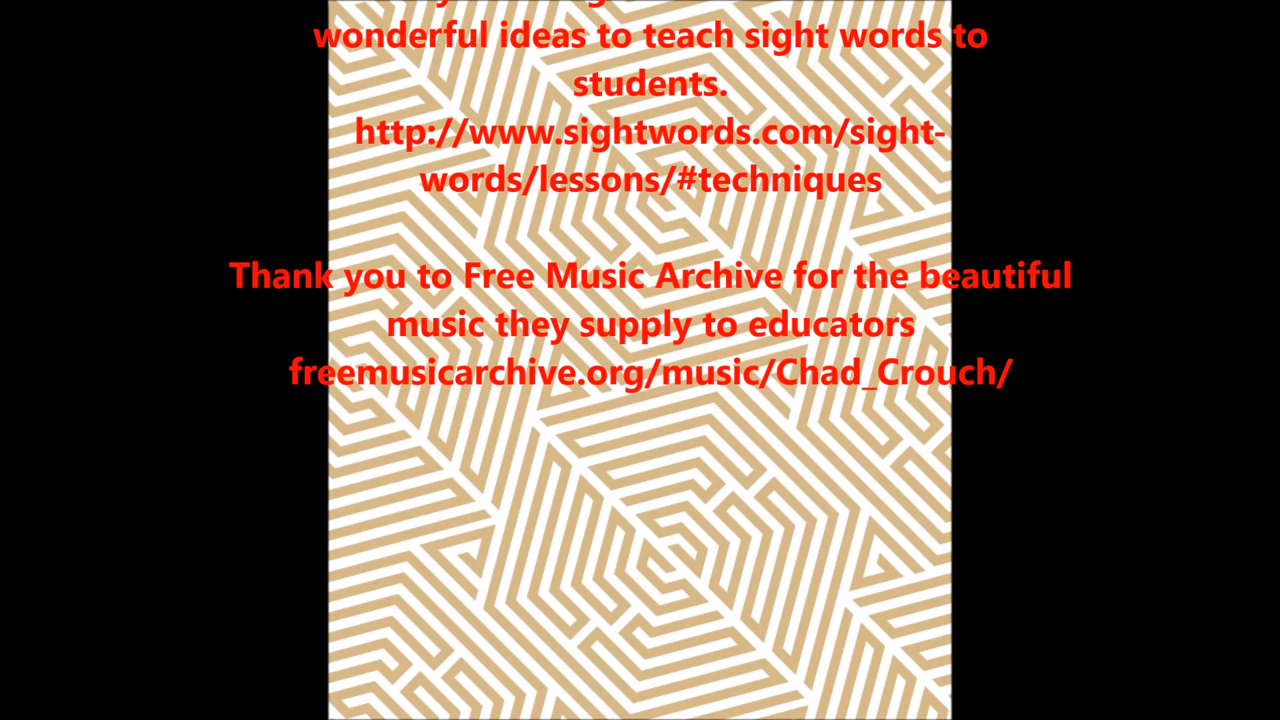 wonderful ideas to teach sight words to
students.
http://www.sightwords.com/sight-
words/lessons/#techniques
Thank you to Free Music Archive for the beautiful
music they supply to educators
freemusicarchive.org/music/Chad_Crouch/